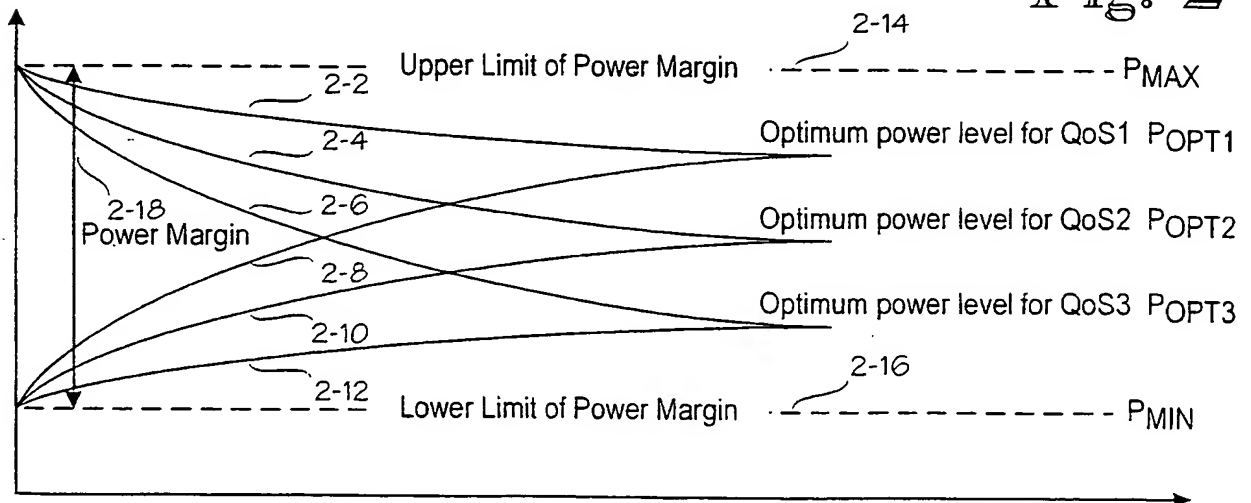 Fig. 2
2-14
Upper Limit of Power Margin
PMAX
2-2
2-4
Optimum power level for QoS1 POPT1
2-6
2-18
Power Margin
Optimum power level for QoS2 POPT2
2-8
Optimum power level for QoS3 POPT3
2-10
2-12
2-16
Lower Limit of Power Margin
PMIN